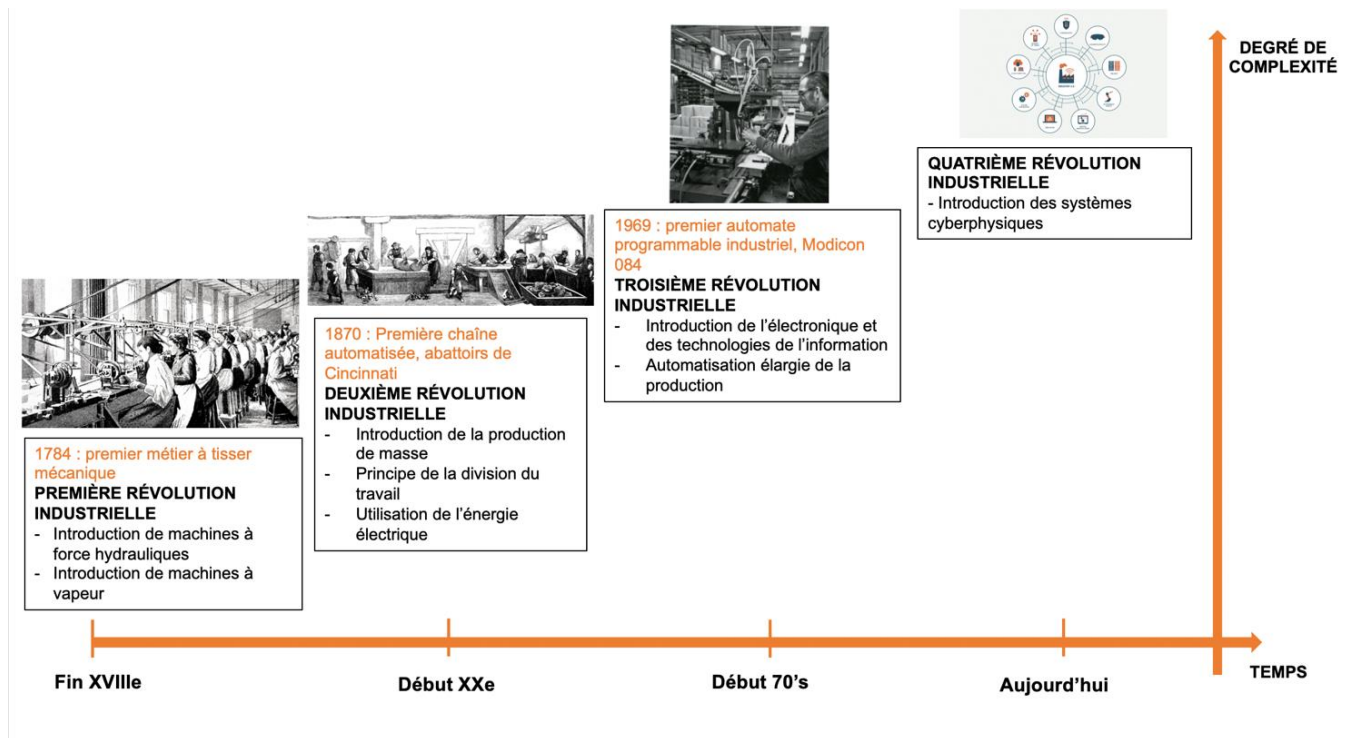 DEGRÉ DE
COMPLEXITÉ
QUATRIÈME RÉVOLUTION
INDUSTRIELLE
- Introduction des systèmes
cyberphysiques
1969 : premier automate
programmable industriel, Modicon
084
TROISIÈME RÉVOLUTION
INDUSTRIELLE
- Introduction de l'électronique et
des technologies de l'information
- Automatisation élargie de la
production
1870 : Première chaîne
automatisée, abattoirs de
Cincinnati
DEUXIÈME RÉVOLUTION
INDUSTRIELLE
- Introduction de la production
de masse
- Principe de la division du
travail
- Utilisation de l'énergie
électrique
1784 : premier métier à tisser
mécanique
PREMIÈRE RÉVOLUTION
INDUSTRIELLE
- Introduction de machines à
force hydrauliques
- Introduction de machines à
vapeur
Fin XVIIIe
Début XXe
Début 70's
Aujourd'hui
TEMPS